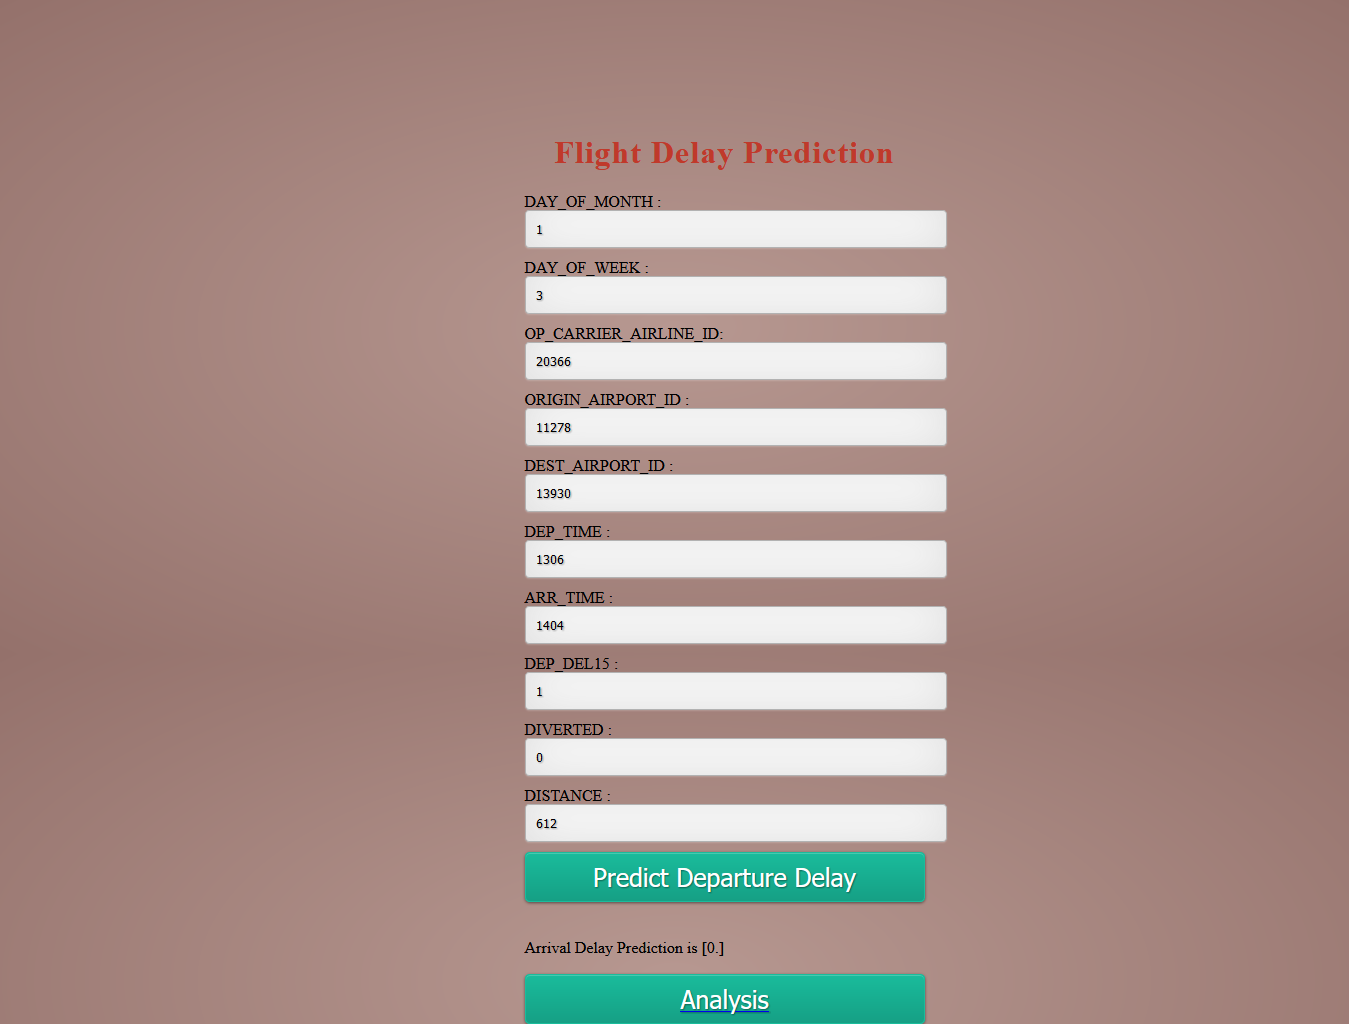 Flight Delay Prediction
DAY_OF_MONTH :
1
DAY_OF_WEEK :
3
OP_CARRIER_AIRLINE_ID:
20366
ORIGIN_AIRPORT_ID :
11278
DEST_AIRPORT_ID :
13930
DEP_TIME :
1306
ARR_TIME :
1404
DEP_DEL15 :
1
DIVERTED :
0
DISTANCE :
612
Predict Departure Delay
Arrival Delay Prediction is [0.]
Analysis